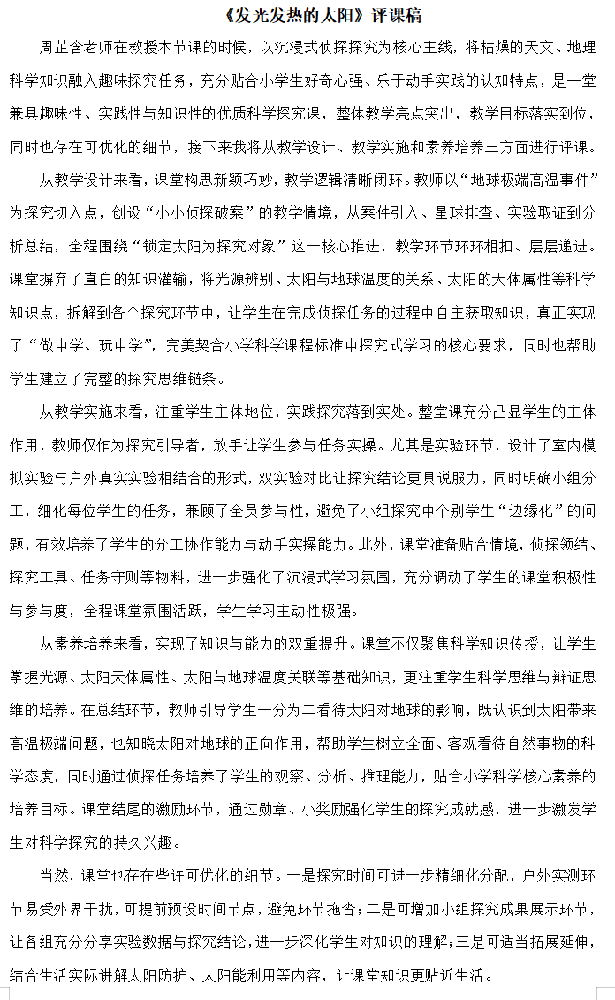 《发光发热的太阳》评课稿
周芷含老师在教授本节课的时候，以沉浸式侦探探究为核心主线，将枯燥的天文、地理
科学知识融入趣味探究任务，充分贴合小学生好奇心强、乐于动手实践的认知特点，是一堂
兼具趣味性、实践性与知识性的优质科学探究课，整体教学亮点突出，教学目标落实到位，
同时也存在可优化的细节，接下来我将从教学设计、教学实施和素养培养三方面进行评课。
从教学设计来看，课堂构思新颖巧妙，教学逻辑清晰闭环。教师以“地球极端高温事件”
为探究切入点，创设“小小侦探破案”的教学情境，从案件引入、星球排查、实验取证到分
析总结，全程围绕“锁定太阳为探究对象”这一核心推进，教学环节环环相扣、层层递进。
课堂摒弃了直白的知识灌输，将光源辨别、太阳与地球温度的关系、太阳的天体属性等科学
知识点，拆解到各个探究环节中，让学生在完成侦探任务的过程中自主获取知识，真正实现
了“做中学、玩中学”，完美契合小学科学课程标准中探究式学习的核心要求，同时也帮助
学生建立了完整的探究思维链条。
从教学实施来看，注重学生主体地位，实践探究落到实处。整堂课充分凸显学生的主体
作用，教师仅作为探究引导者，放手让学生参与任务实操。尤其是实验环节，设计了室内模
拟实验与户外真实实验相结合的形式，双实验对比让探究结论更具说服力，同时明确小组分
工，细化每位学生的任务，兼顾了全员参与性，避免了小组探究中个别学生“边缘化”的问
题，有效培养了学生的分工协作能力与动手实操能力。此外，课堂准备贴合情境，侦探领结、
探究工具、任务守则等物料，进一步强化了沉浸式学习氛围，充分调动了学生的课堂积极性
与参与度，全程课堂氛围活跃，学生学习主动性极强。
从素养培养来看，实现了知识与能力的双重提升。课堂不仅聚焦科学知识传授，让学生
掌握光源、太阳天体属性、太阳与地球温度关联等基础知识，更注重学生科学思维与辩证思
维的培养。在总结环节，教师引导学生一分为二看待太阳对地球的影响，既认识到太阳带来
高温极端问题，也知晓太阳对地球的正向作用，帮助学生树立全面、客观看待自然事物的科
学态度，同时通过侦探任务培养了学生的观察、分析、推理能力，贴合小学科学核心素养的
培养目标。课堂结尾的激励环节，通过勋章、小奖励强化学生的探究成就感，进一步激发学
生对科学探究的持久兴趣。
当然，课堂也存在些许可优化的细节。一是探究时间可进一步精细化分配，户外实测环
节易受外界干扰，可提前预设时间节点，避免环节拖沓；二是可增加小组探究成果展示环节，
让各组充分分享实验数据与探究结论，进一步深化学生对知识的理解；三是可适当拓展延伸，
结合生活实际讲解太阳防护、太阳能利用等内容，让课堂知识更贴近生活。